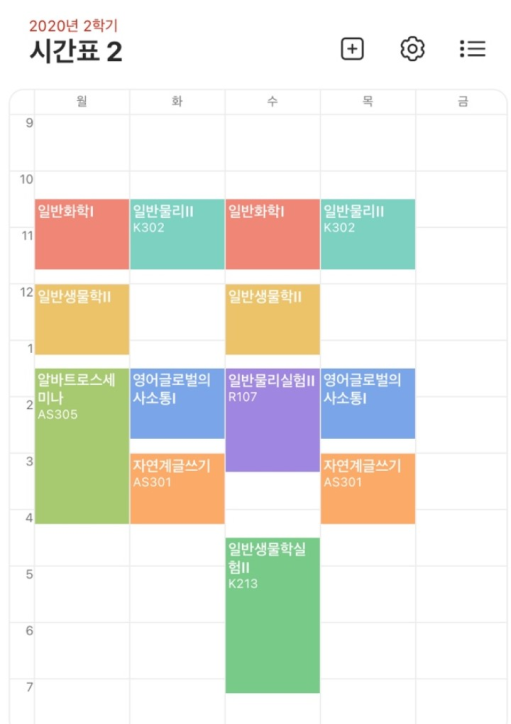 2020년 2학기
시간표 2
월 화 수 목 금
9
10
일반화학I
일반물리II
K302
일반화학I
일반물리II
K302
11
12
일반생물학II
일반생물학II
1
알바트로스세
미나
AS305
영어글로벌의
사소통I
일반물리실험II
R107
영어글로벌의
사소통I
2
3
자연계글쓰기
AS301
자연계글쓰기
AS301
4
일반생물학실
험II
K213
5
6
7